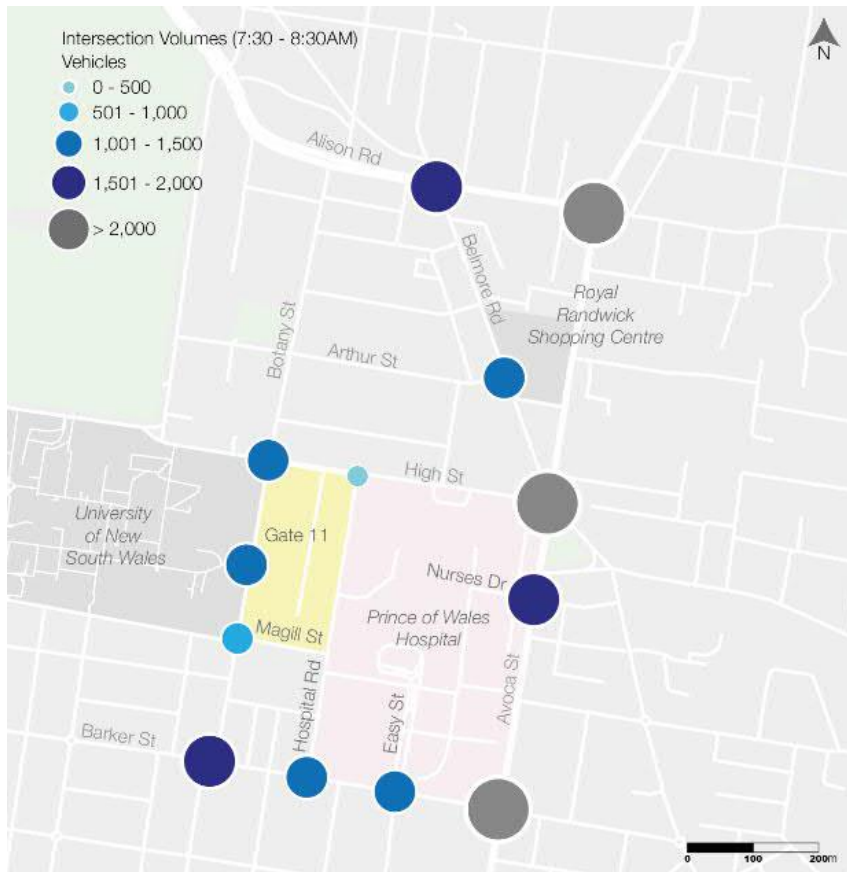 Intersection Volumes (7:30 - 8:30AM)
Vehicles
0 - 500
501 - 1,000
1,001 - 1,500
1,501 - 2,000
> 2,000
N
Alison Rd
Belmore Rd
Royal
Randwick
Shopping Centre
Botany St
Arthur St
High St
University
of New
South Wales
Gate 11
Nurses Dr
Prince of Wales
Hospital
Magill St
Hospital Rd
Easy St
Avoca St
Barker St
0 100 200m